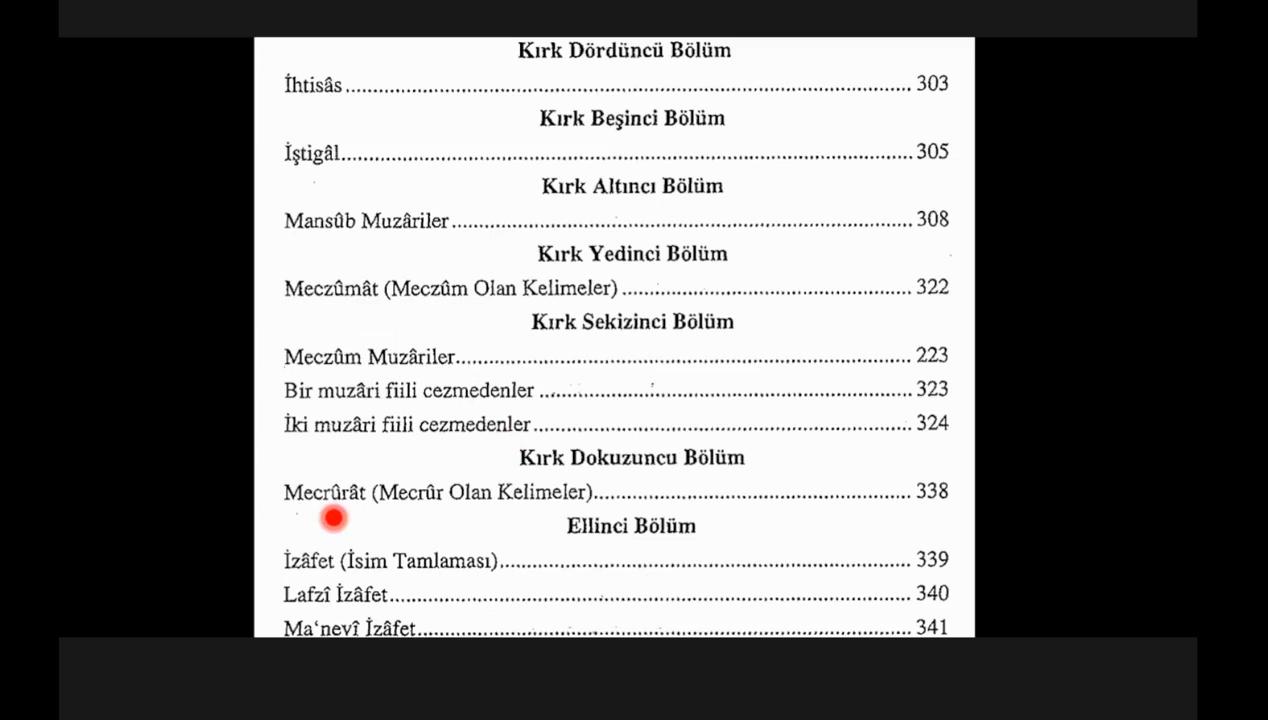 Kırk Dördüncü Bölüm
İhtisâs........................................ 303
Kırk Beşinci Bölüm
İştigâl........................................ 305
Kırk Altıncı Bölüm
Mansûb Muzâriler........................................ 308
Kırk Yedinci Bölüm
Meczûmât (Meczûm Olan Kelimeler)........................................ 322
Kırk Sekizinci Bölüm
Meczûm Muzâriler........................................ 223
Bir muzâri fiili cezmedenler........................................ 323
İki muzâri fiili cezmedenler........................................ 324
Kırk Dokuzuncu Bölüm
Mecrûrât (Mecrûr Olan Kelimeler)........................................ 338
Ellinci Bölüm
İzâfet (İsim Tamlaması)........................................ 339
Lafzî İzâfet........................................ 340
Ma‘nevî İzâfet........................................ 341